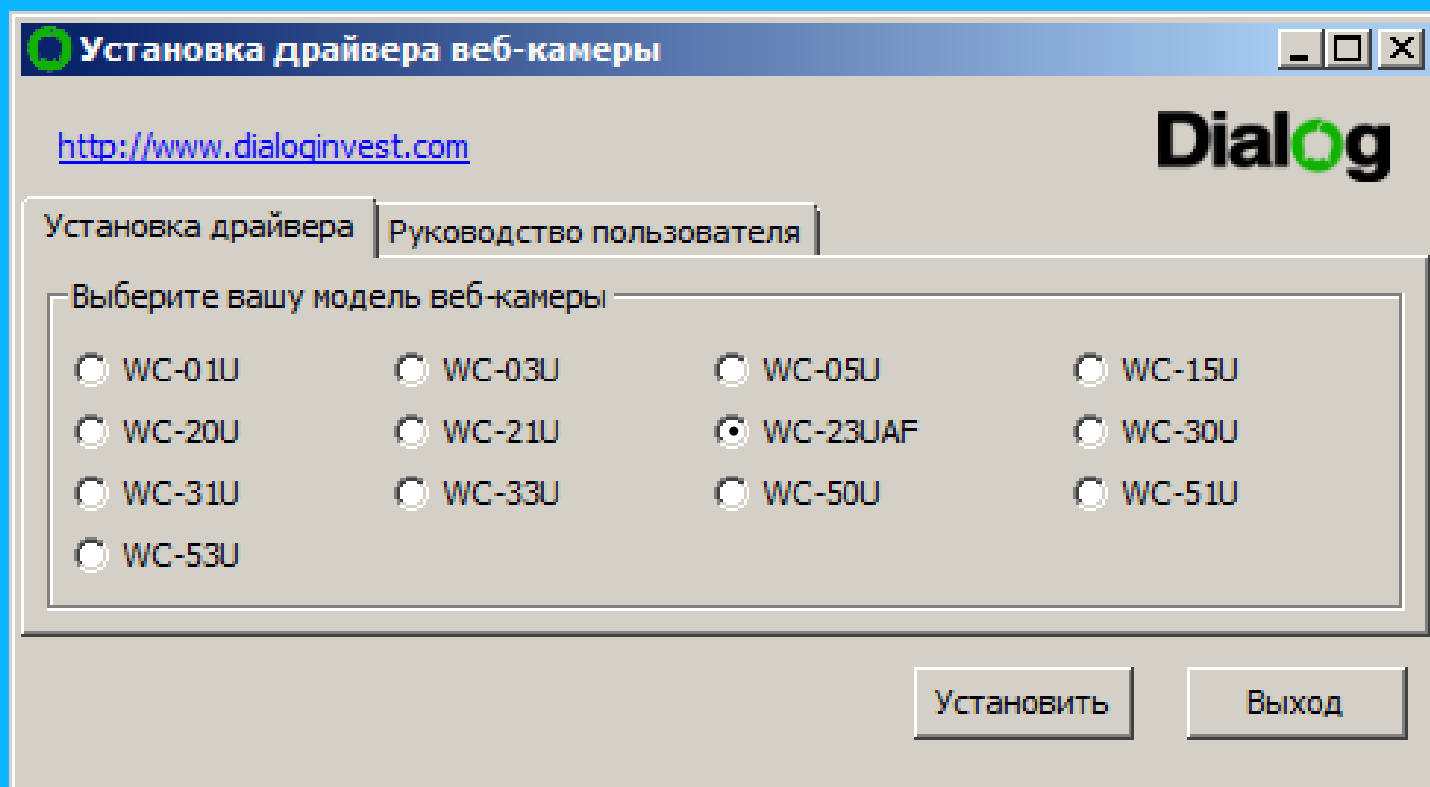 Установка драйвера веб-камеры
http://www.dialoginvest.com
Dialog
Установка драйвера Руководство пользователя
Выберите вашу модель веб-камеры
WC-01U WC-03U WC-05U WC-15U
WC-20U WC-21U WC-23UAF WC-30U
WC-31U WC-33U WC-50U WC-51U
WC-53U
Установить Выход